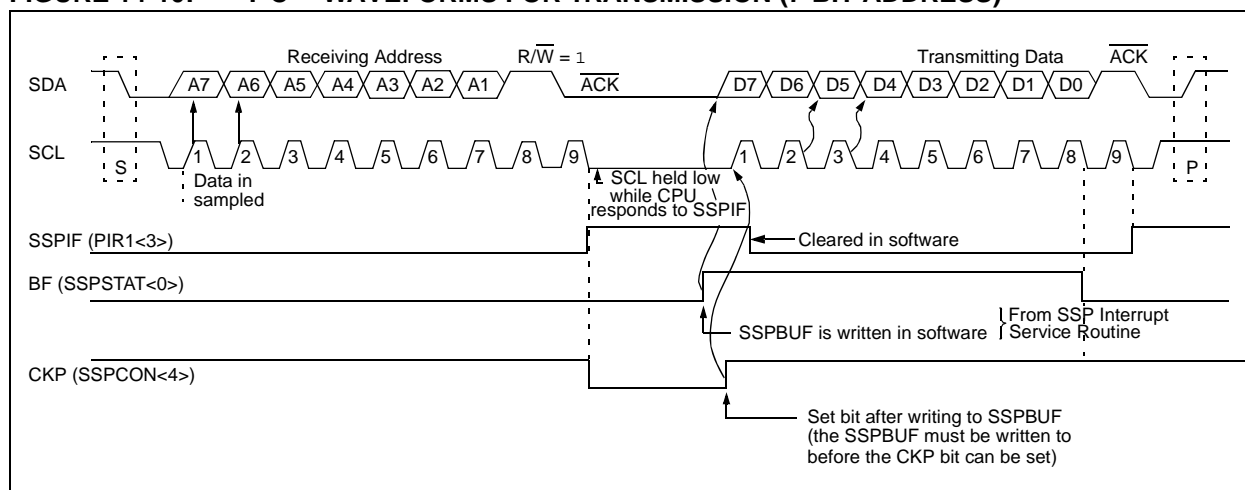 WAVEFORMS FOR TRANSMISSION (7-BIT ADDRESS)
Receiving Address R/W = 1 Transmitting Data ACK
SDA A7 A6 A5 A4 A3 A2 A1 ACK D7 D6 D5 D4 D3 D2 D1 D0
SCL 1 2 3 4 5 6 7 8 9 1 2 3 4 5 6 7 8 9
S P
Data in
sampled
SCL held low
while CPU
responds to SSPIF
SSPIF (PIR1<3>)
Cleared in software
BF (SSPSTAT<0>)
SSPBUF is written in software
From SSP Interrupt
Service Routine
CKP (SSPCON<4>)
Set bit after writing to SSPBUF
(the SSPBUF must be written to
before the CKP bit can be set)